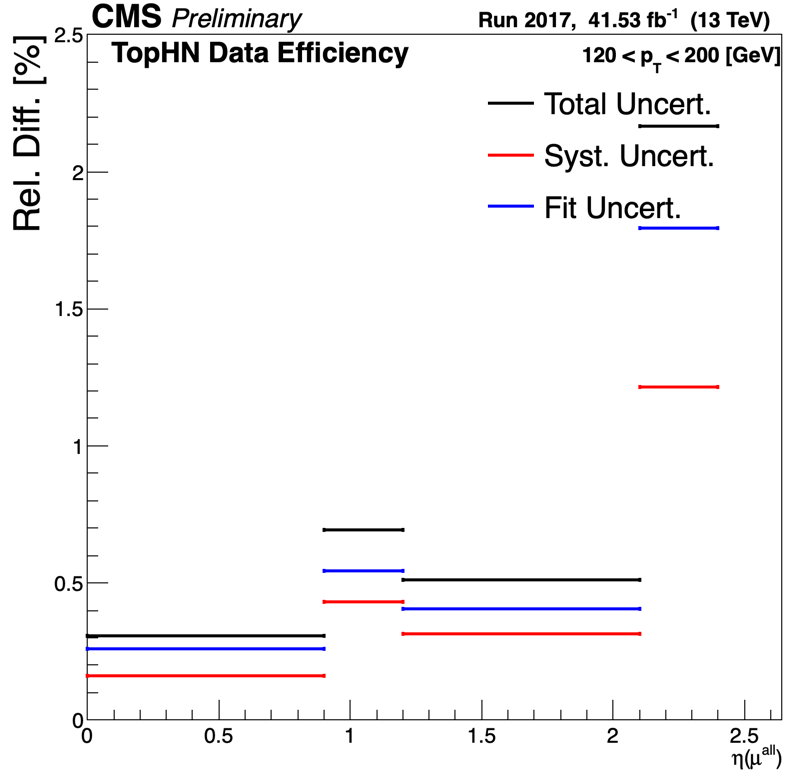 CMS Preliminary Run 2017, 41.53 fb⁻¹ (13 TeV)
TopHN Data Efficiency 120 < p_T < 200 [GeV]
Total Uncert.
Syst. Uncert.
Fit Uncert.
Rel. Diff. [%]
2.5
2
1.5
1
0.5
0
0 0.5 1 1.5 2 2.5
η(μ^all)